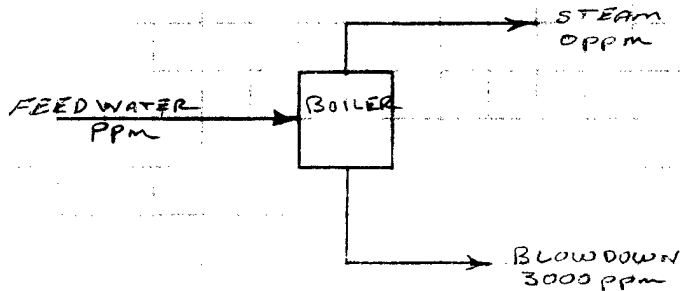 STEAM
0ppm
FEEDWATER
ppm
BOILER
BLOWDOWN
3000 ppm